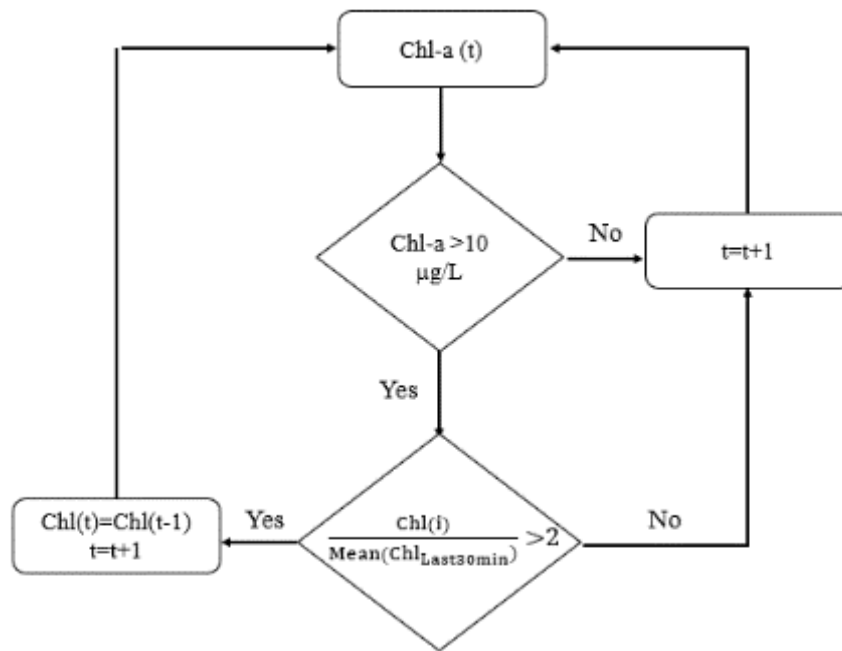 Chl-a (t)
Chl-a >10
μg/L
No
t=t+1
Yes
Chl(i)
Mean(Chl_Last30min)
>2
Yes
No
Chl(t)=Chl(t-1)
t=t+1